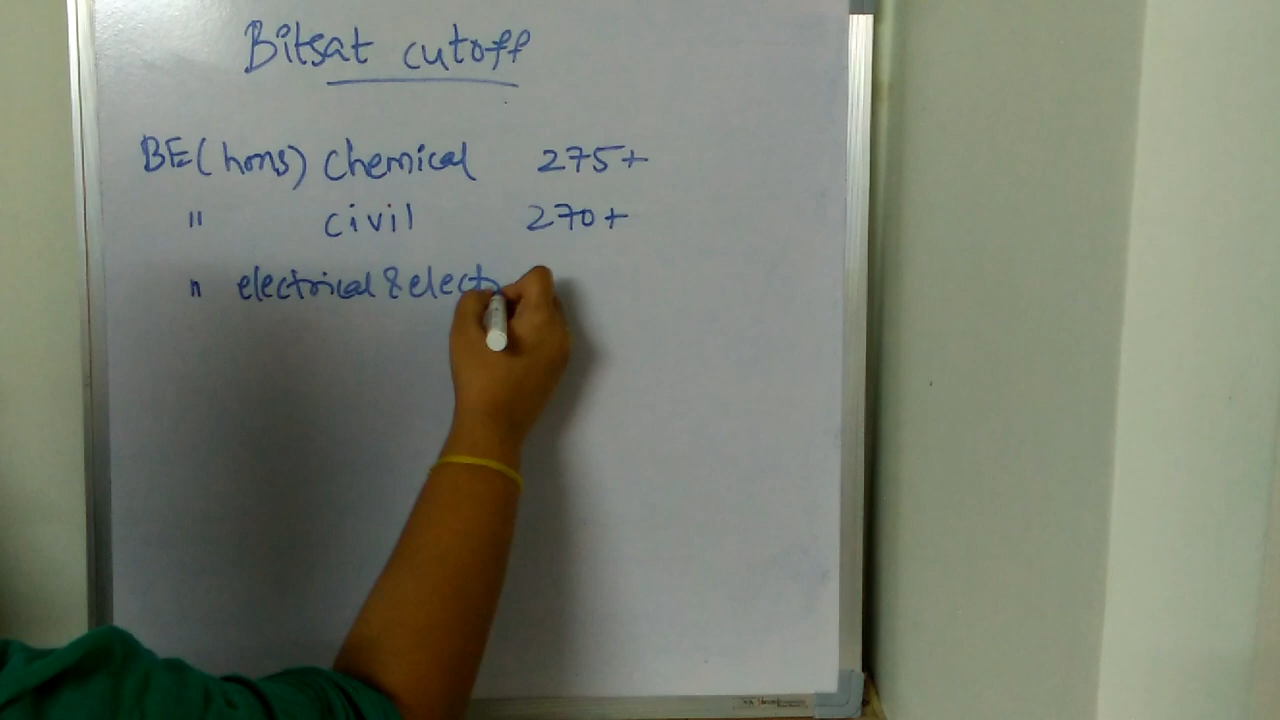 Bitsat cutoff
BE(hons) Chemical 275+
" civil 270+
" electrical & elect